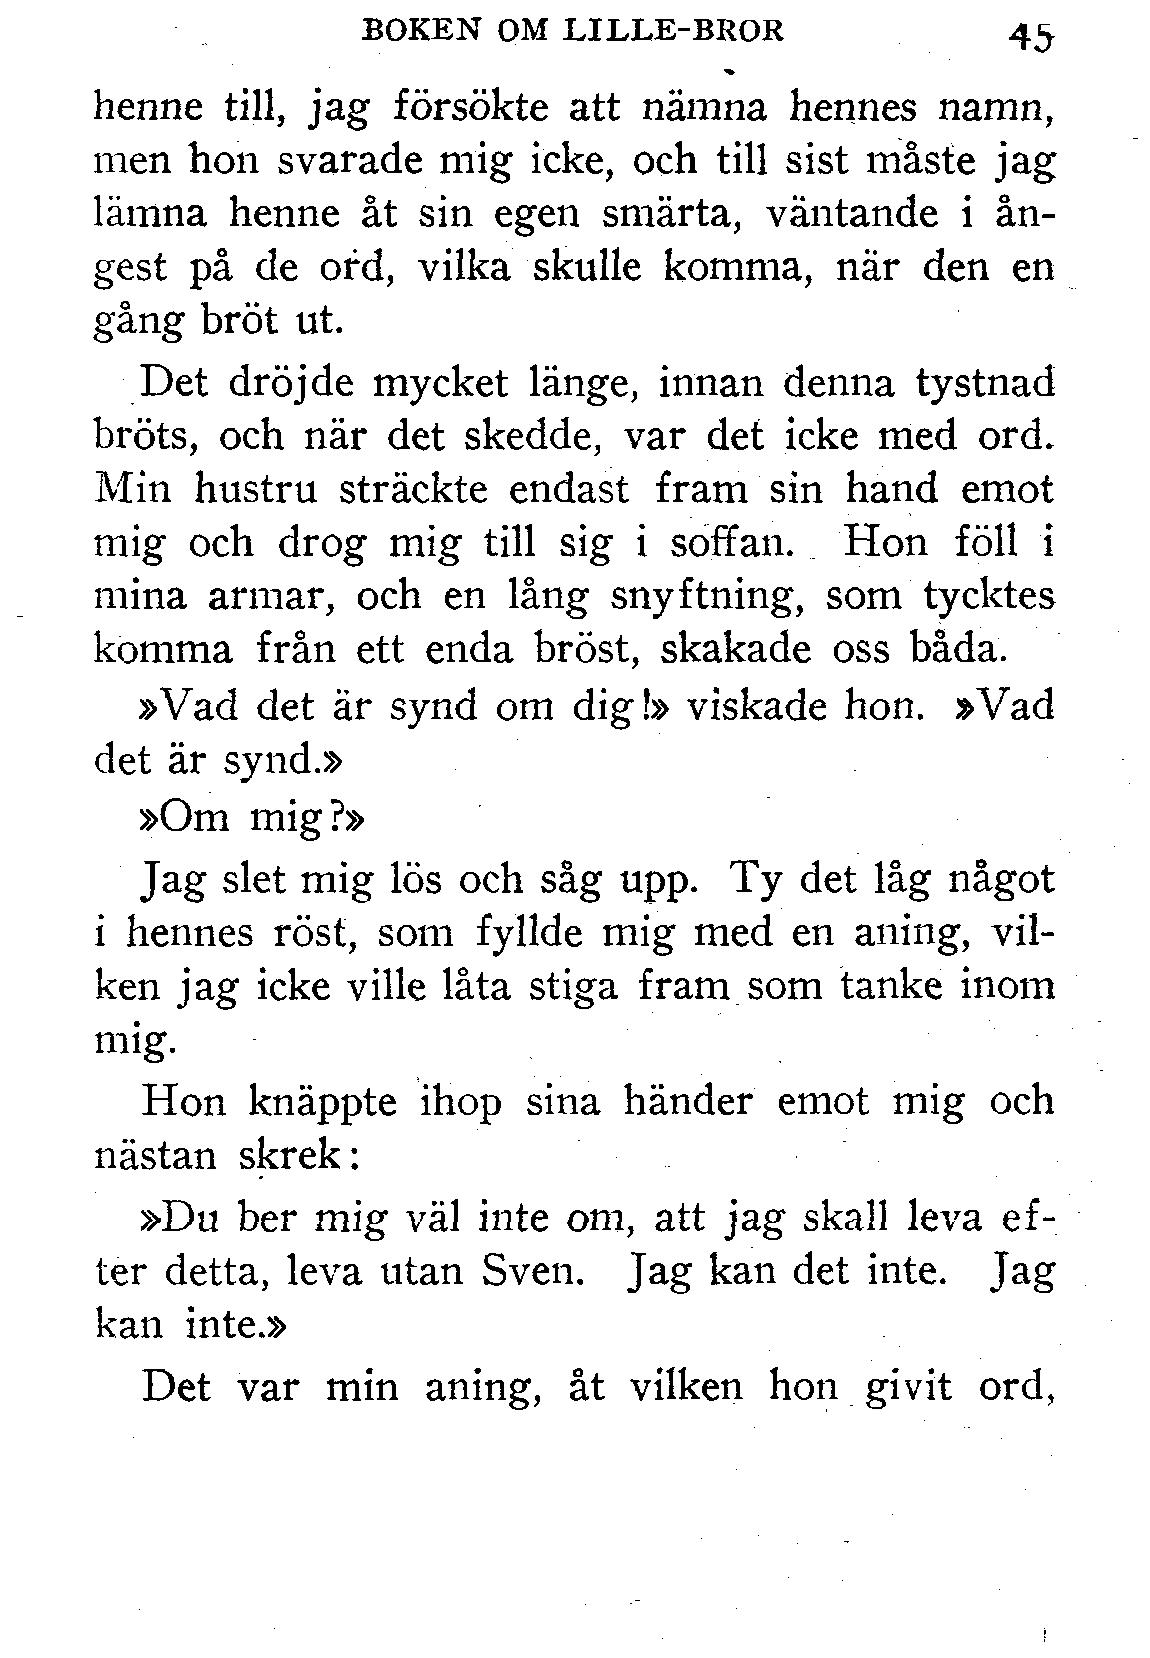 BOKEN OM LILLE-BROR 45
henne till, jag försökte att nämna hennes namn,
men hon svarade mig icke, och till sist måste jag
lämna henne åt sin egen smärta, väntande i ån-
gest på de ord, vilka skulle komma, när den en
gång bröt ut.
Det dröjde mycket länge, innan denna tystnad
bröts, och när det skedde, var det icke med ord.
Min hustru sträckte endast fram sin hand emot
mig och drog mig till sig i soffan. Hon föll i
mina armar, och en lång snyftning, som tycktes
komma från ett enda bröst, skakade oss båda.
»Vad det är synd om dig!» viskade hon. »Vad
det är synd.»
»Om mig?»
Jag slet mig lös och såg upp. Ty det låg något
i hennes röst, som fyllde mig med en aning, vil-
ken jag icke ville låta stiga fram som tanke inom
mig.
Hon knäppte ihop sina händer emot mig och
nästan skrek:
»Du ber mig väl inte om, att jag skall leva ef-
ter detta, leva utan Sven. Jag kan det inte. Jag
kan inte.»
Det var min aning, åt vilken hon givit ord,